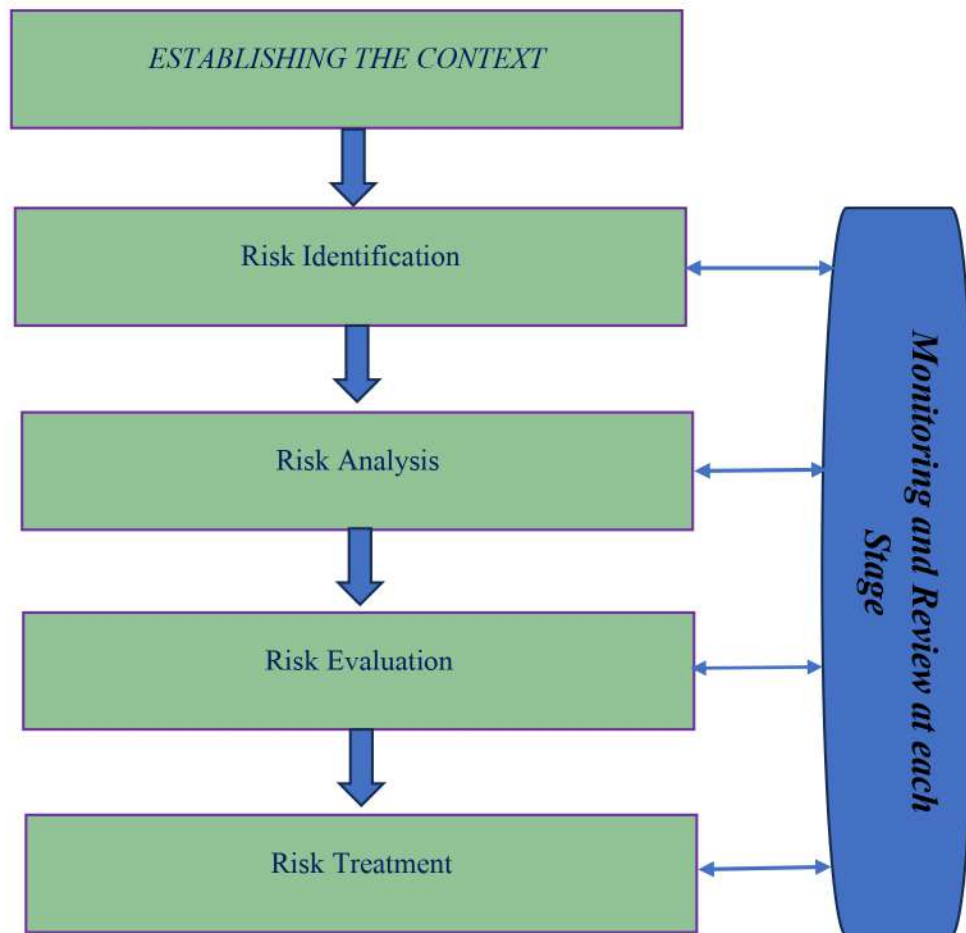 ESTABLISHING THE CONTEXT
Risk Identification
Risk Analysis
Risk Evaluation
Risk Treatment
Monitoring and Review at each
Stage